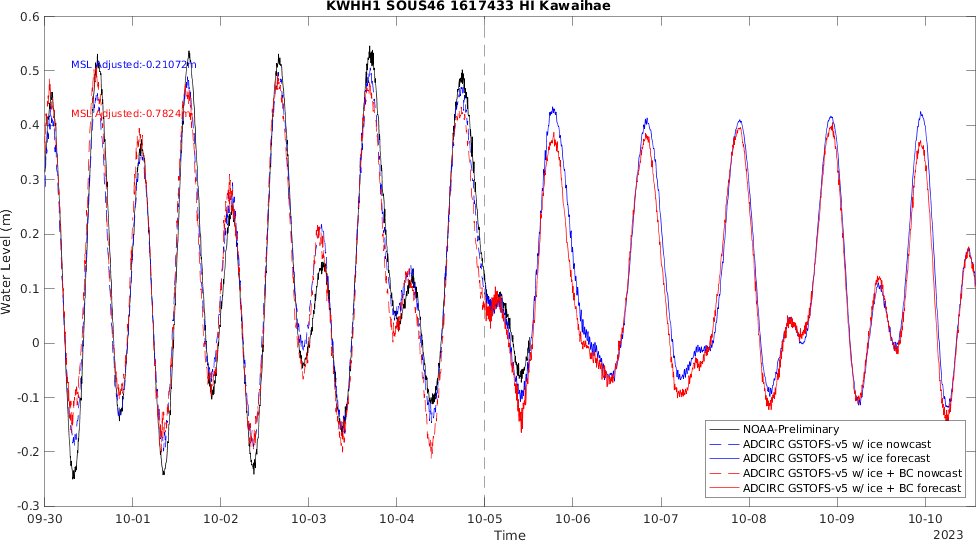 KWHH1 SOUS46 1617433 HI Kawaihae
0.6
0.5
0.4
0.3
0.2
0.1
0
-0.1
-0.2
-0.3
Water Level (m)
MSL Adjusted:-0.21072m
MSL Adjusted:-0.7824m
NOAA-Preliminary
ADCIRC GSTOFS-v5 w/ ice nowcast
ADCIRC GSTOFS-v5 w/ ice forecast
ADCIRC GSTOFS-v5 w/ ice + BC nowcast
ADCIRC GSTOFS-v5 w/ ice + BC forecast
09-30 10-01 10-02 10-03 10-04 10-05 10-06 10-07 10-08 10-09 10-10
Time
2023